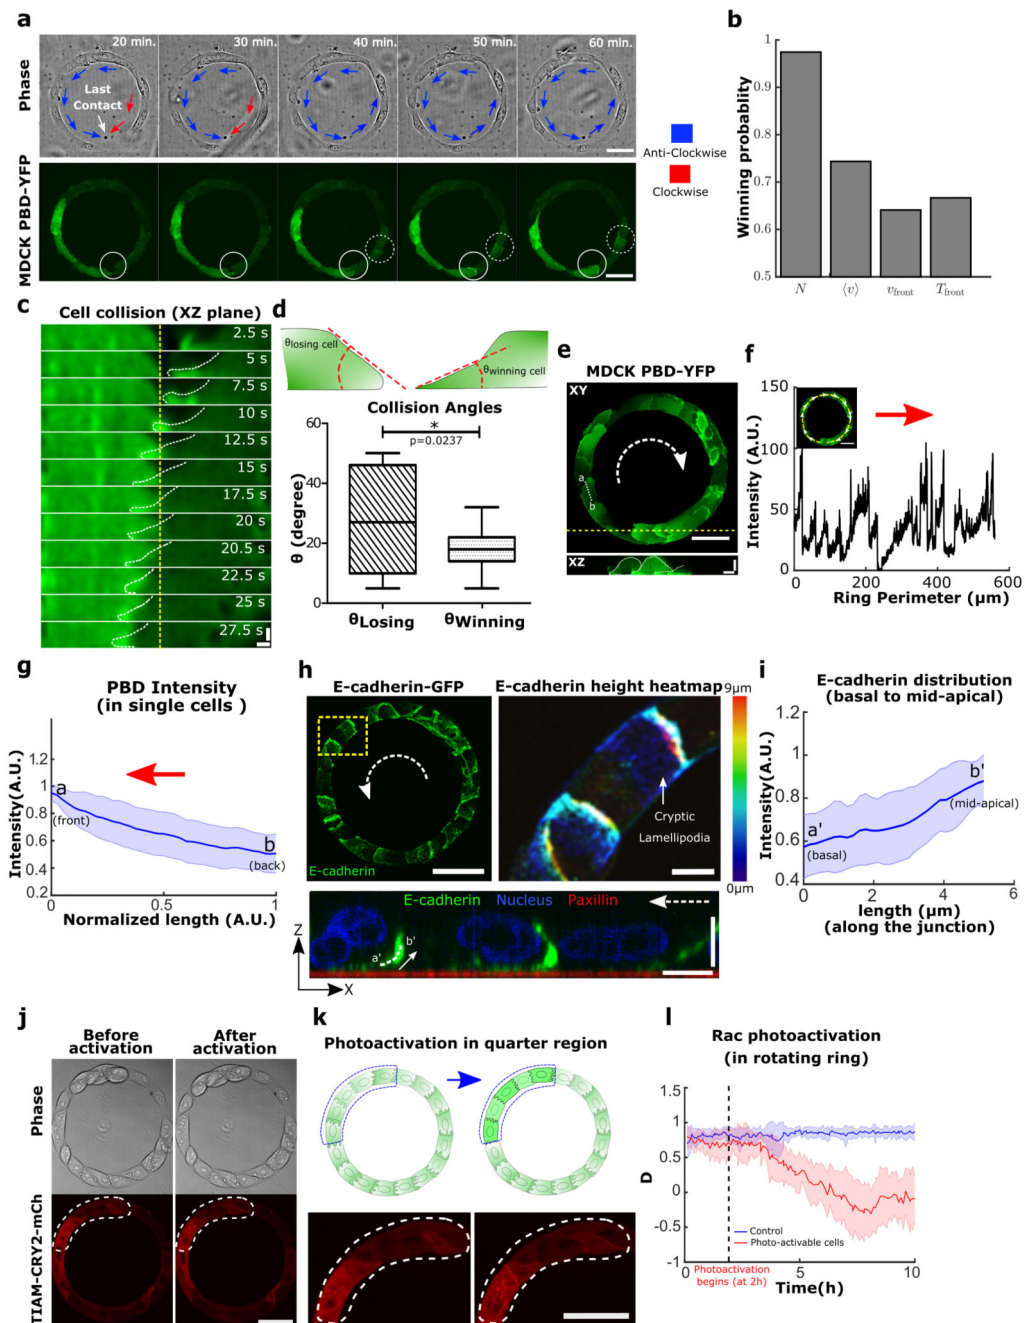 a
20 min.
30 min.
40 min.
50 min.
60 min.
Phase
Last
Contact
MDCK PBD-YFP
Anti-Clockwise
Clockwise
b
Winning probablity
1
0.9
0.8
0.7
0.6
0.5
N
⟨v⟩
v_front
T_front
c
Cell collision (XZ plane)
2.5 s
5 s
7.5 s
10 s
12.5 s
15 s
17.5 s
20 s
20.5 s
22.5 s
25 s
27.5 s
d
θlosing cell
θwinning cell
Collision Angles
*
p=0.0237
θ (degree)
60
40
20
0
θLosing
θWinning
e
MDCK PBD-YFP
XY
a
b
XZ
f
Intensity (A.U.)
150
100
50
0
0
200
400
600
Ring Perimeter (μm)
g
PBD Intensity
(in single cells )
Intensity(A.U.)
1.2
1
0.8
0.6
0.4
0.2
a
(front)
b
(back)
0
0.5
1
Normalized length (A.U.)
h
E-cadherin-GFP
E-cadherin
E-cadherin height heatmap
Cryptic
Lamellipodia
9μm
0μm
E-cadherin
Nucleus
Paxillin
a'
b'
Z
X
i
E-cadherin distribution
(basal to mid-apical)
Intensity(A.U.)
1.2
1
0.8
0.6
0.4
a'
(basal)
b'
(mid-apical)
0
2
4
6
length (μm)
(along the junction)
j
Before
activation
After
activation
Phase
TIAM-CRY2-mCh
k
Photoactivation in quarter region
l
Rac photoactivation
(in rotating ring)
D
1
0.5
0
-0.5
-1
Control
Photo-activable cells
Photoactivation
begins (at 2h)
0
5
10
Time(h)